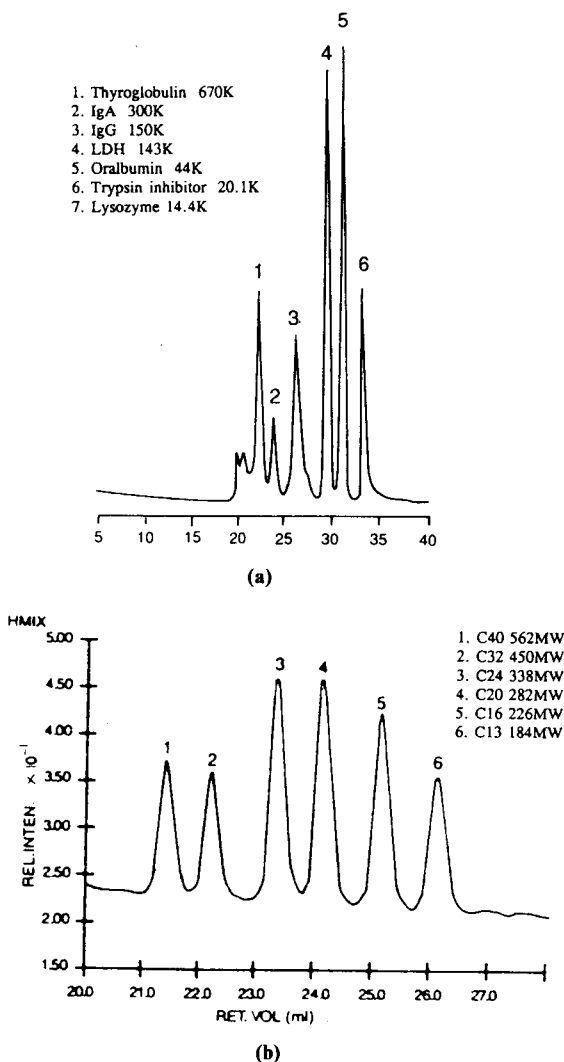 1. Thyroglobulin 670K
2. IgA 300K
3. IgG 150K
4. LDH 143K
5. Oralbumin 44K
6. Trypsin inhibitor 20.1K
7. Lysozyme 14.4K
1
2
3
4
5
6
5 10 15 20 25 30 35 40
(a)
HMIX
1. C40 562MW
2. C32 450MW
3. C24 338MW
4. C20 282MW
5. C16 226MW
6. C13 184MW
REL.INTEN. × 10⁻¹
5.00
4.50
4.00
3.50
3.00
2.50
2.00
1.50
1
2
3
4
5
6
20.0 21.0 22.0 23.0 24.0 25.0 26.0 27.0
RET. VOL (ml)
(b)